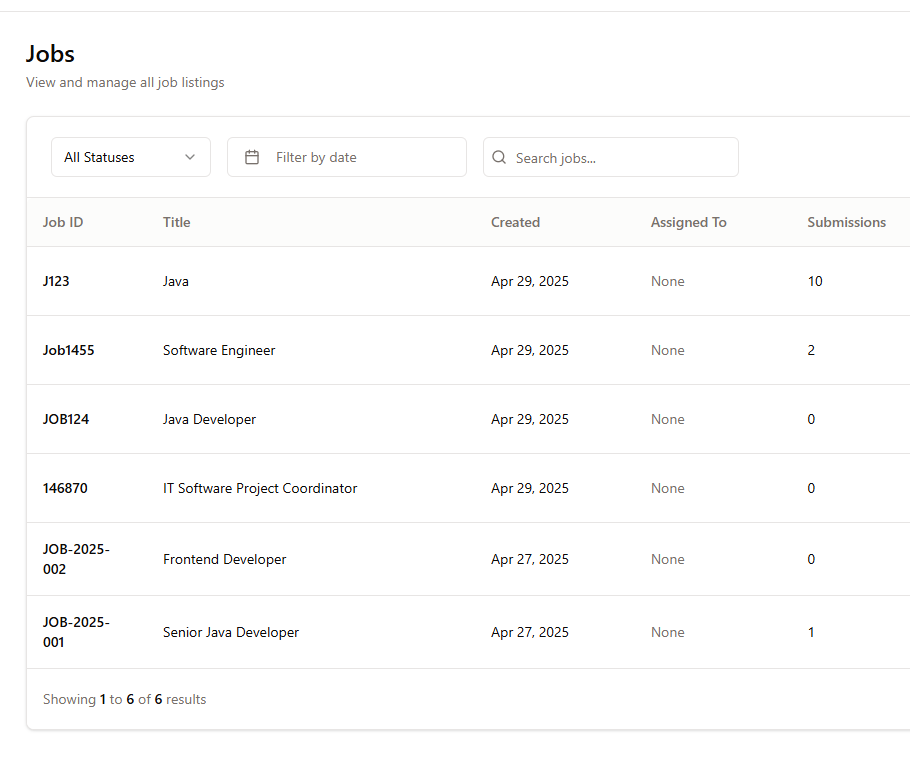 Jobs
View and manage all job listings
All Statuses
Filter by date
Search jobs...
Job ID Title Created Assigned To Submissions
J123 Java Apr 29, 2025 None 10
Job1455 Software Engineer Apr 29, 2025 None 2
JOB124 Java Developer Apr 29, 2025 None 0
146870 IT Software Project Coordinator Apr 29, 2025 None 0
JOB-2025-
002 Frontend Developer Apr 27, 2025 None 0
JOB-2025-
001 Senior Java Developer Apr 27, 2025 None 1
Showing 1 to 6 of 6 results